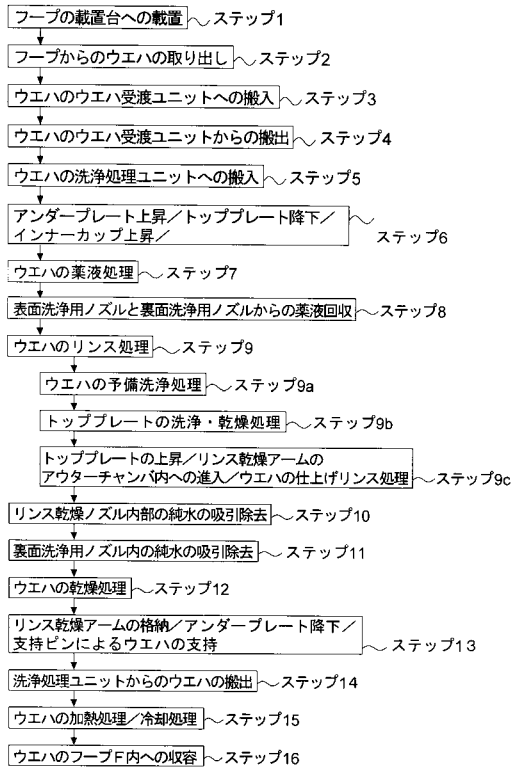 フープの載置台への載置 ステップ1
フープからのウエハの取り出し ステップ2
ウエハのウエハ受渡ユニットへの搬入 ステップ3
ウエハのウエハ受渡ユニットからの搬出 ステップ4
ウエハの洗浄処理ユニットへの搬入 ステップ5
アンダープレート上昇／トッププレート降下／
インナーカップ上昇／ ステップ6
ウエハの薬液処理 ステップ7
表面洗浄用ノズルと裏面洗浄用ノズルからの薬液回収 ステップ8
ウエハのリンス処理 ステップ9
ウエハの予備洗浄処理 ステップ9a
トッププレートの洗浄・乾燥処理 ステップ9b
トッププレートの上昇／リンス乾燥アームの
アウターチャンバ内への進入／ウエハの仕上げリンス処理 ステップ9c
リンス乾燥ノズル内部の純水の吸引除去 ステップ10
裏面洗浄用ノズル内の純水の吸引除去 ステップ11
ウエハの乾燥処理 ステップ12
リンス乾燥アームの格納／アンダープレート降下／
支持ピンによるウエハの支持 ステップ13
洗浄処理ユニットからのウエハの搬出 ステップ14
ウエハの加熱処理／冷却処理 ステップ15
ウエハのフープF内への収容 ステップ16